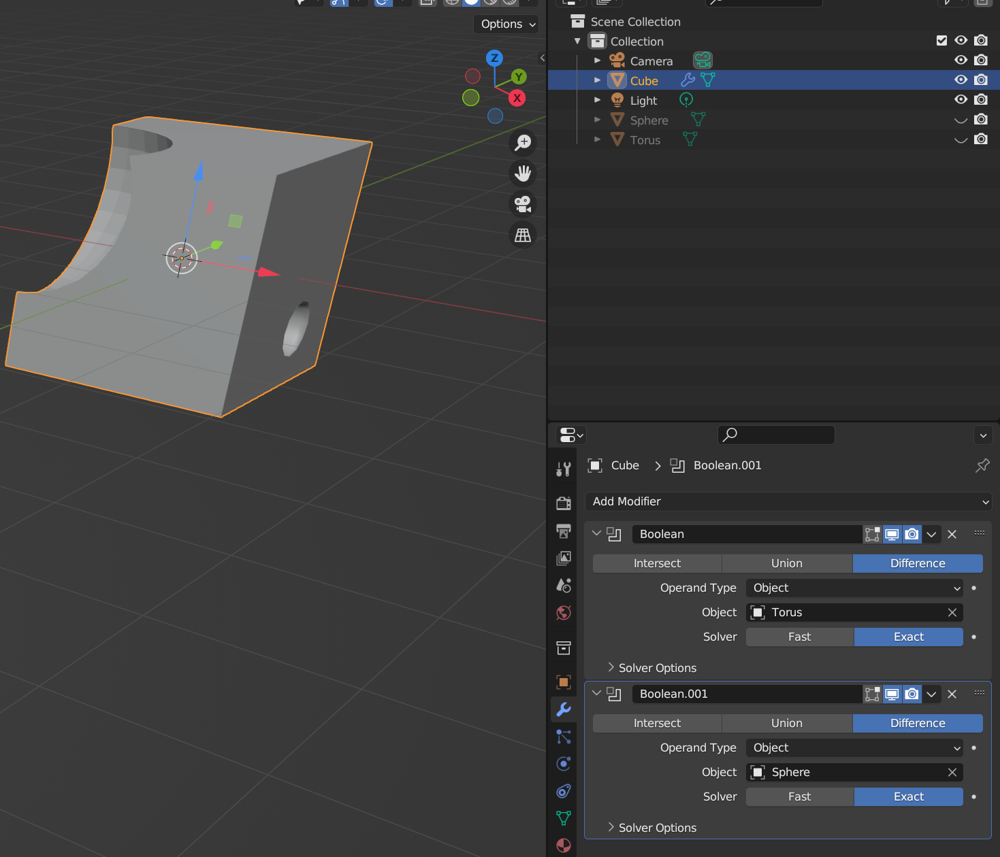 Options
Z
Y
X
Scene Collection
Collection
Camera
Cube
Light
Sphere
Torus
Cube > Boolean.001
Add Modifier
Boolean
Intersect Union Difference
Operand Type Object
Object Torus
Solver Fast Exact
Solver Options
Boolean.001
Intersect Union Difference
Operand Type Object
Object Sphere
Solver Fast Exact
Solver Options